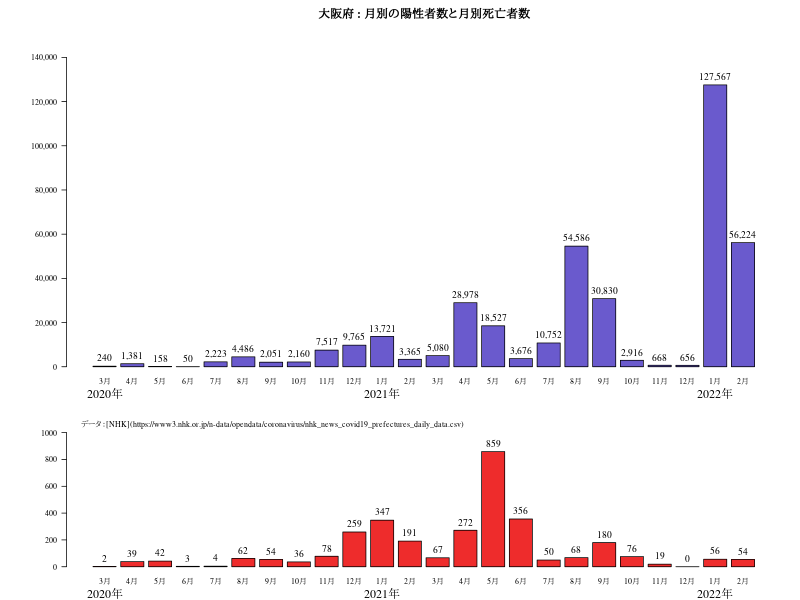 大阪府 : 月別の陽性者数と月別死亡者数
140,000
120,000
100,000
80,000
60,000
40,000
20,000
0
240 1,381 158 50 2,223 4,486 2,051 2,160 7,517 9,765 13,721 3,365 5,080 28,978 18,527 3,676 10,752 54,586 30,830 2,916 668 656 127,567 56,224
3月 4月 5月 6月 7月 8月 9月 10月 11月 12月 1月 2月 3月 4月 5月 6月 7月 8月 9月 10月 11月 12月 1月 2月
2020年 2021年 2022年
データ:[NHK](https://www3.nhk.or.jp/n-data/opendata/coronavirus/nhk_news_covid19_prefectures_daily_data.csv)
1000
800
600
400
200
0
2 39 42 3 4 62 54 36 78 259 347 191 67 272 859 356 50 68 180 76 19 0 56 54
3月 4月 5月 6月 7月 8月 9月 10月 11月 12月 1月 2月 3月 4月 5月 6月 7月 8月 9月 10月 11月 12月 1月 2月
2020年 2021年 2022年